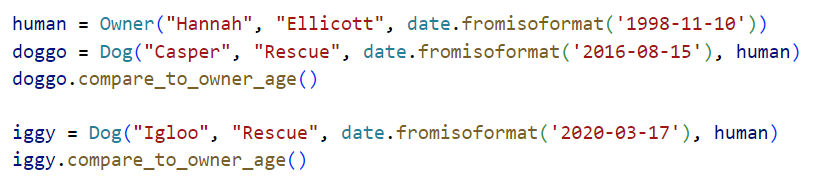 human = Owner("Hannah", "Ellicott", date.fromisoformat('1998-11-10'))
doggo = Dog("Casper", "Rescue", date.fromisoformat('2016-08-15'), human)
doggo.compare_to_owner_age()
iggy = Dog("Igloo", "Rescue", date.fromisoformat('2020-03-17'), human)
iggy.compare_to_owner_age()